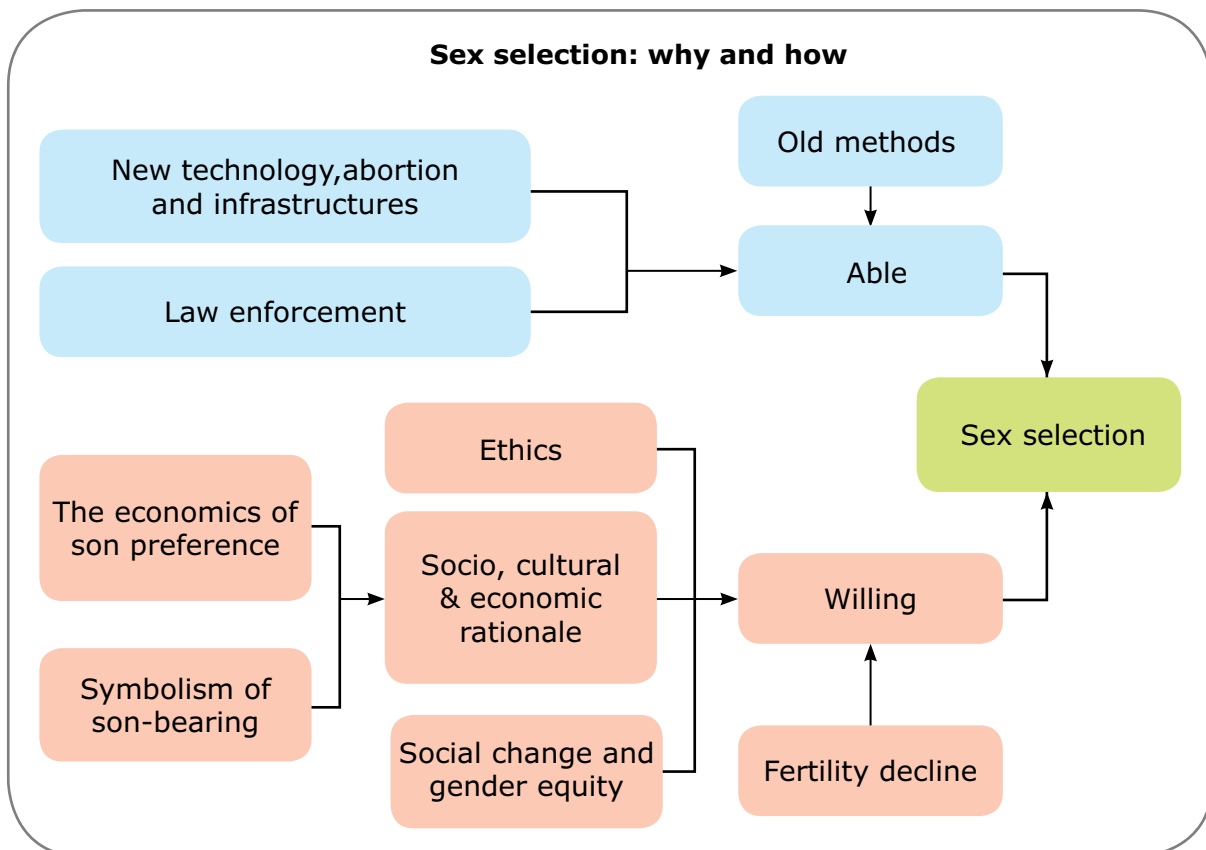 Sex selection: why and how
New technology,abortion
and infrastructures
Old methods
Law enforcement
Able
Sex selection
Ethics
The economics of
son preference
Socio, cultural
& economic
rationale
Willing
Symbolism of
son-bearing
Social change and
gender equity
Fertility decline